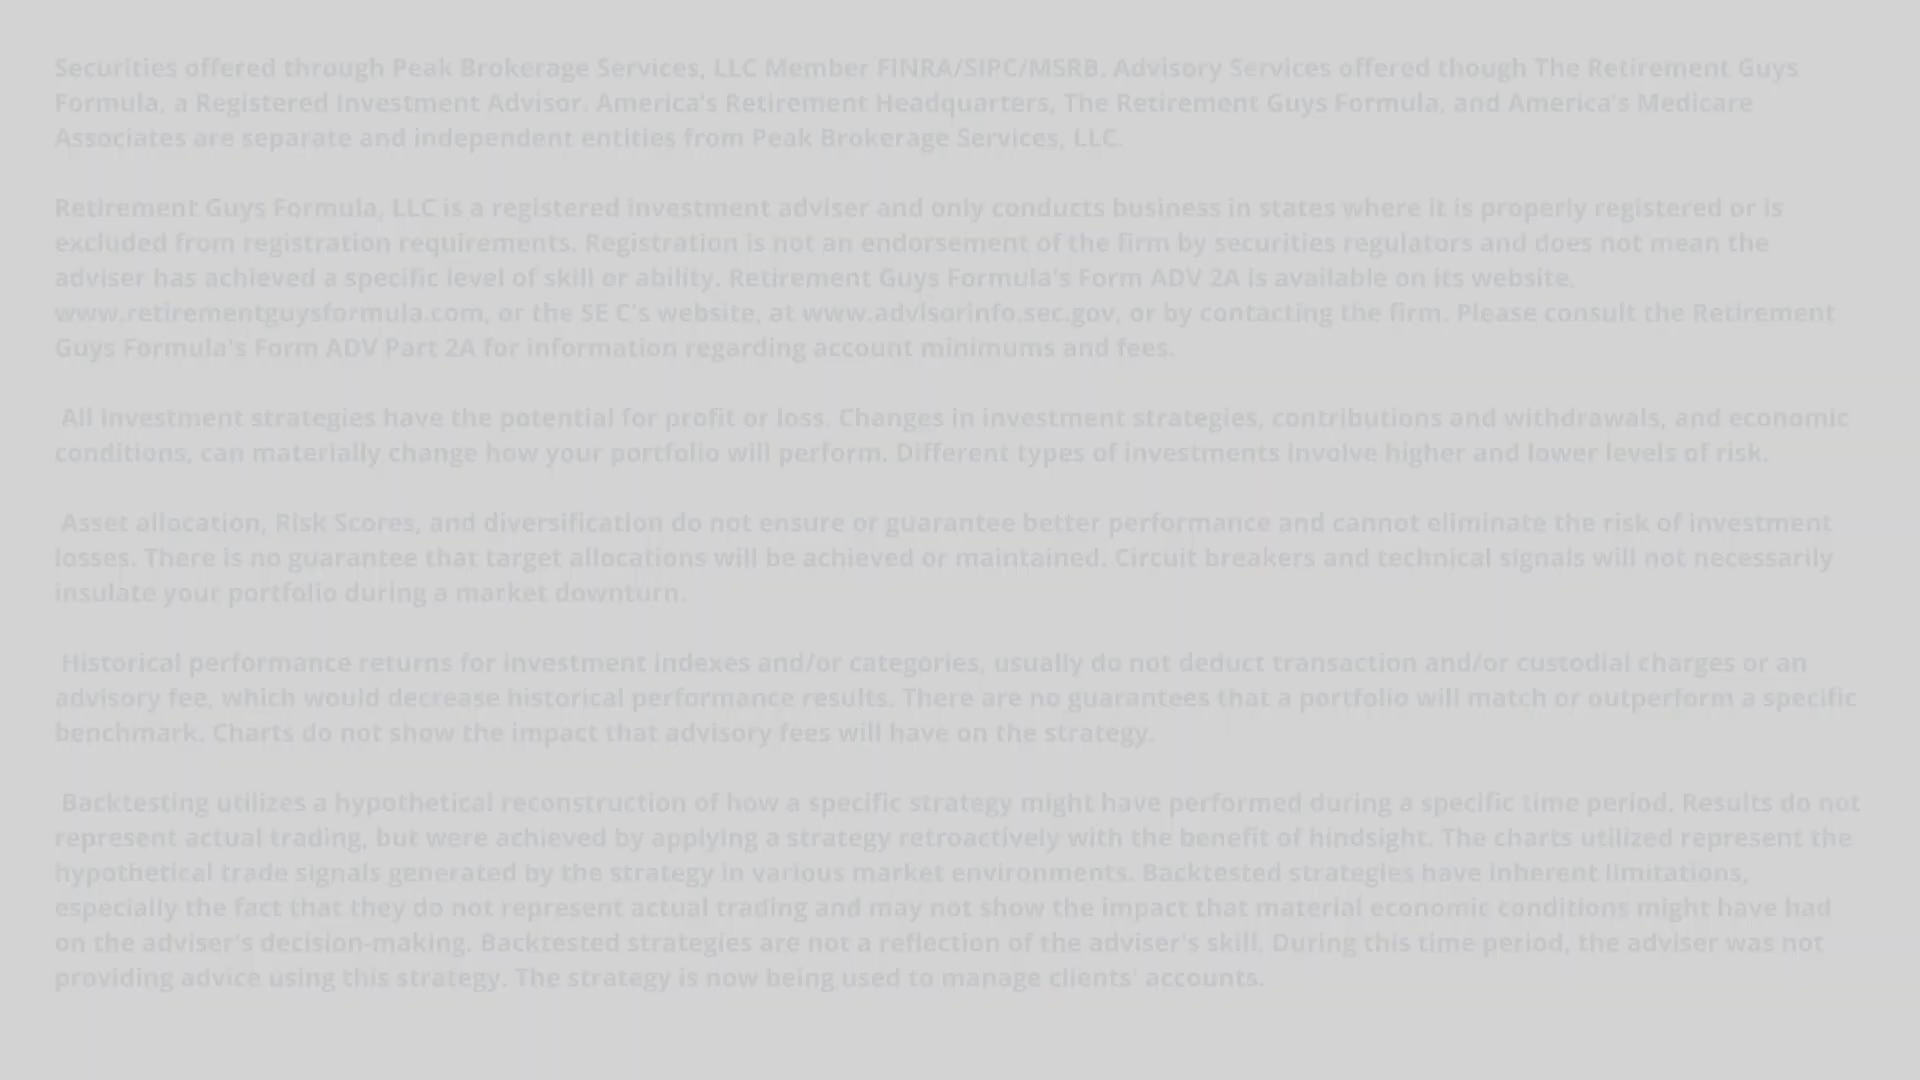 Securities offered through Peak Brokerage Services, LLC Member FINRA/SIPC/MSRB. Advisory Services offered though The Retirement Guys
Formula, a Registered Investment Advisor. America's Retirement Headquarters, The Retirement Guys Formula, and America's Medicare
Associates are separate and independent entities from Peak Brokerage Services, LLC.
Retirement Guys Formula, LLC is a registered investment adviser and only conducts business in states where it is properly registered or is
excluded from registration requirements. Registration is not an endorsement of the firm by securities regulators and does not mean the
adviser has achieved a specific level of skill or ability. Retirement Guys Formula's Form ADV 2A is available on its website,
www.retirementguysformula.com, or the SE C's website, at www.advisorinfo.sec.gov, or by contacting the firm. Please consult the Retirement
Guys Formula's Form ADV Part 2A for information regarding account minimums and fees.
All investment strategies have the potential for profit or loss. Changes in investment strategies, contributions and withdrawals, and economic
conditions, can materially change how your portfolio will perform. Different types of investments involve higher and lower levels of risk.
Asset allocation, Risk Scores, and diversification do not ensure or guarantee better performance and cannot eliminate the risk of investment
losses. There is no guarantee that target allocations will be achieved or maintained. Circuit breakers and technical signals will not necessarily
insulate your portfolio during a market downturn.
Historical performance returns for investment indexes and/or categories, usually do not deduct transaction and/or custodial charges or an
advisory fee, which would decrease historical performance results. There are no guarantees that a portfolio will match or outperform a specific
benchmark. Charts do not show the impact that advisory fees will have on the strategy.
Backtesting utilizes a hypothetical reconstruction of how a specific strategy might have performed during a specific time period. Results do not
represent actual trading, but were achieved by applying a strategy retroactively with the benefit of hindsight. The charts utilized represent the
hypothetical trade signals generated by the strategy in various market environments. Backtested strategies have inherent limitations,
especially the fact that they do not represent actual trading and may not show the impact that material economic conditions might have had
on the adviser's decision-making. Backtested strategies are not a reflection of the adviser's skill. During this time period, the adviser was not
providing advice using this strategy. The strategy is now being used to manage clients' accounts.